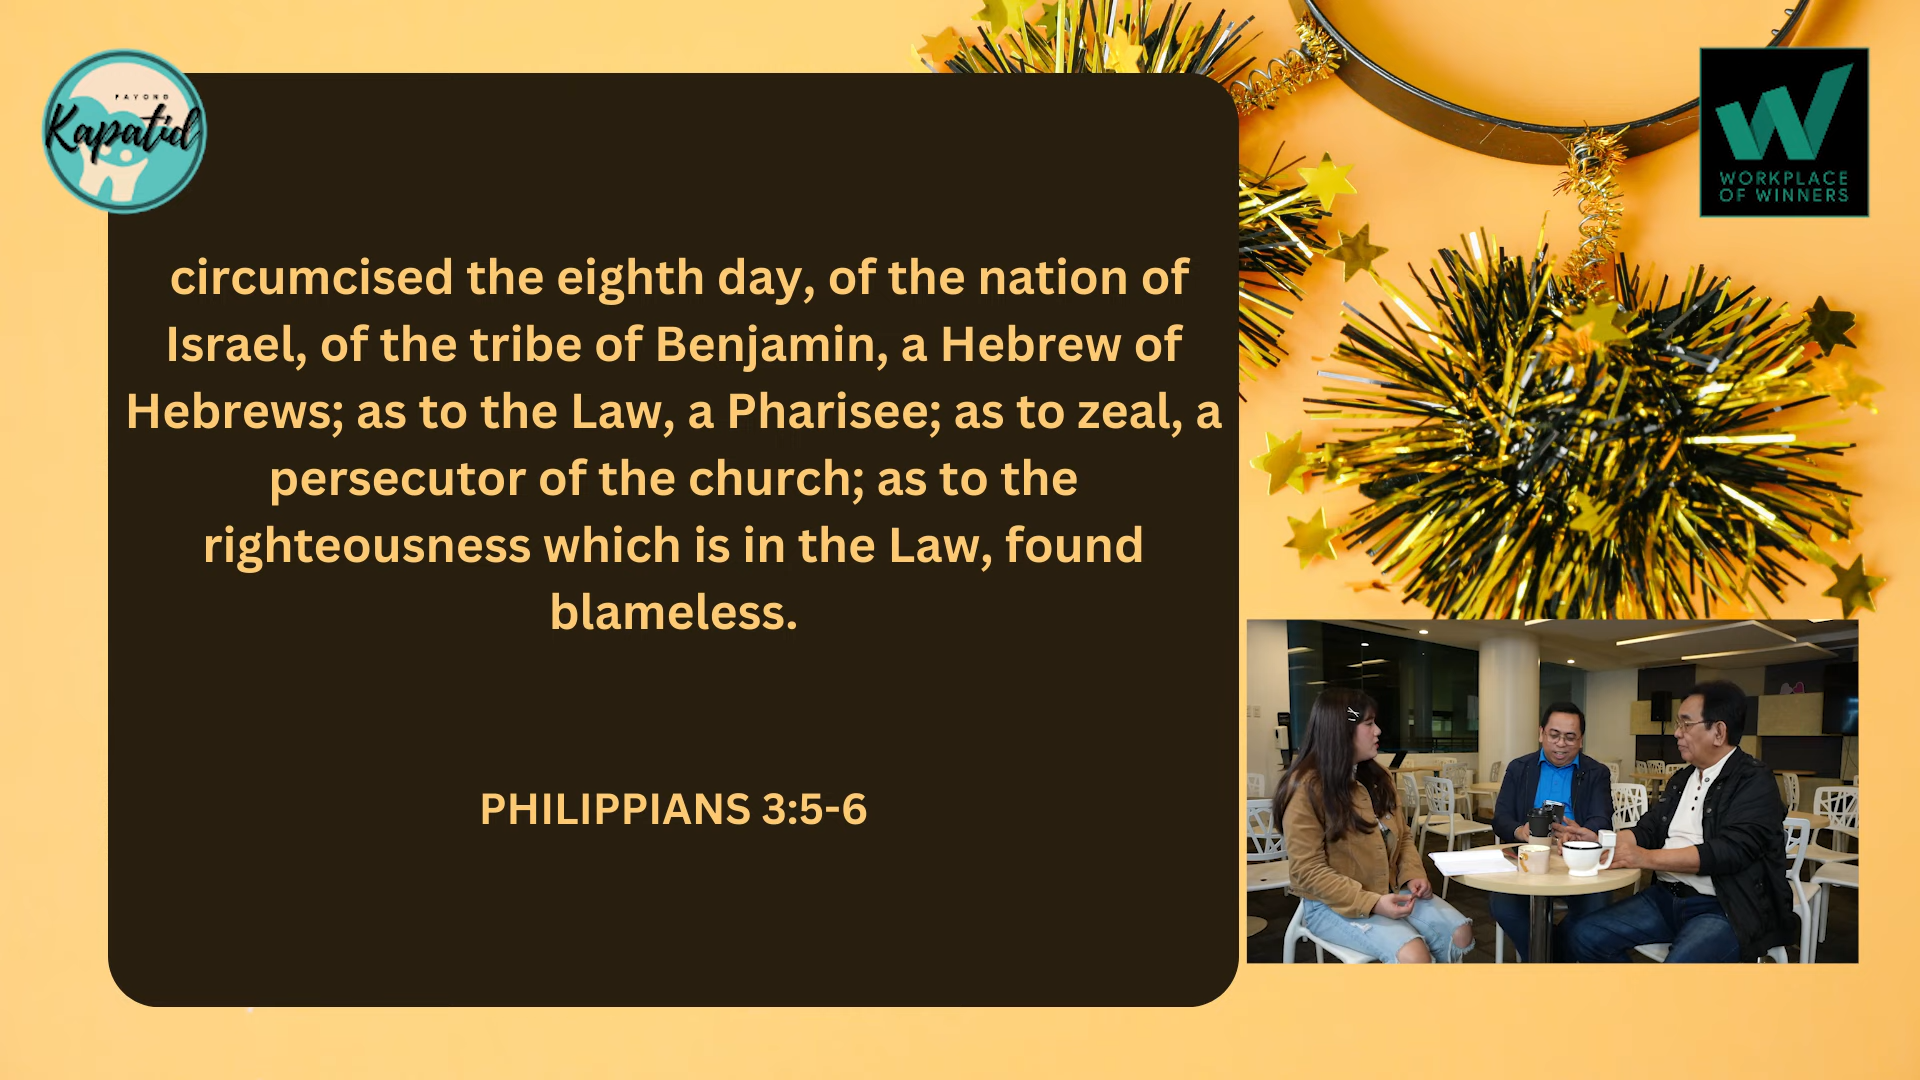 PAYONG
Kapatid
WORKPLACE
OF WINNERS
circumcised the eighth day, of the nation of
Israel, of the tribe of Benjamin, a Hebrew of
Hebrews; as to the Law, a Pharisee; as to zeal, a
persecutor of the church; as to the
righteousness which is in the Law, found
blameless.
PHILIPPIANS 3:5-6